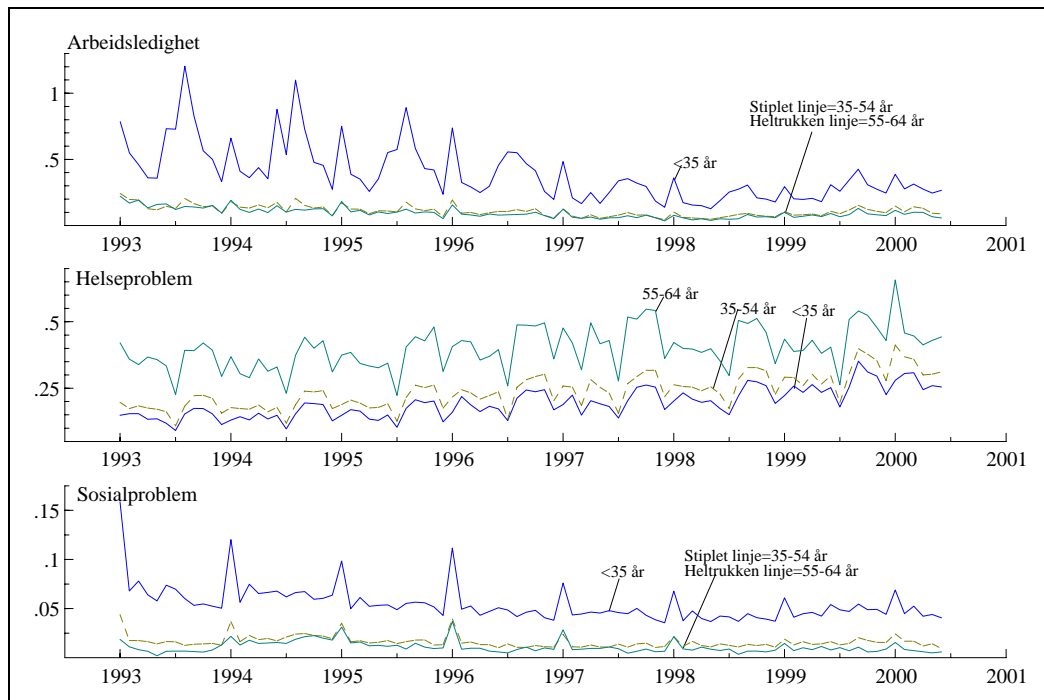 Arbeidsledighet
1
.5
Stiplet linje=35-54 år
Heltrukken linje=55-64 år
<35 år
1993 1994 1995 1996 1997 1998 1999 2000 2001
Helseproblem
.5
.25
55-64 år
35-54 år
<35 år
1993 1994 1995 1996 1997 1998 1999 2000 2001
Sosialproblem
.15
.1
.05
Stiplet linje=35-54 år
<35 år
Heltrukken linje=55-64 år
1993 1994 1995 1996 1997 1998 1999 2000 2001